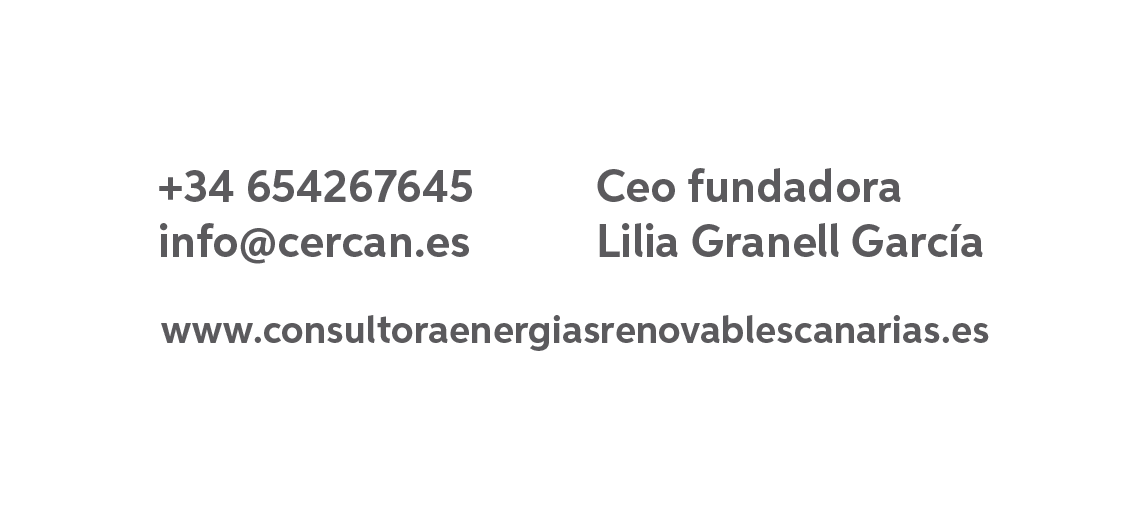 +34 654267645
info@cercan.es
Ceo fundadora
Lilia Granell García
www.consultoraenergiasrenovablescanarias.es